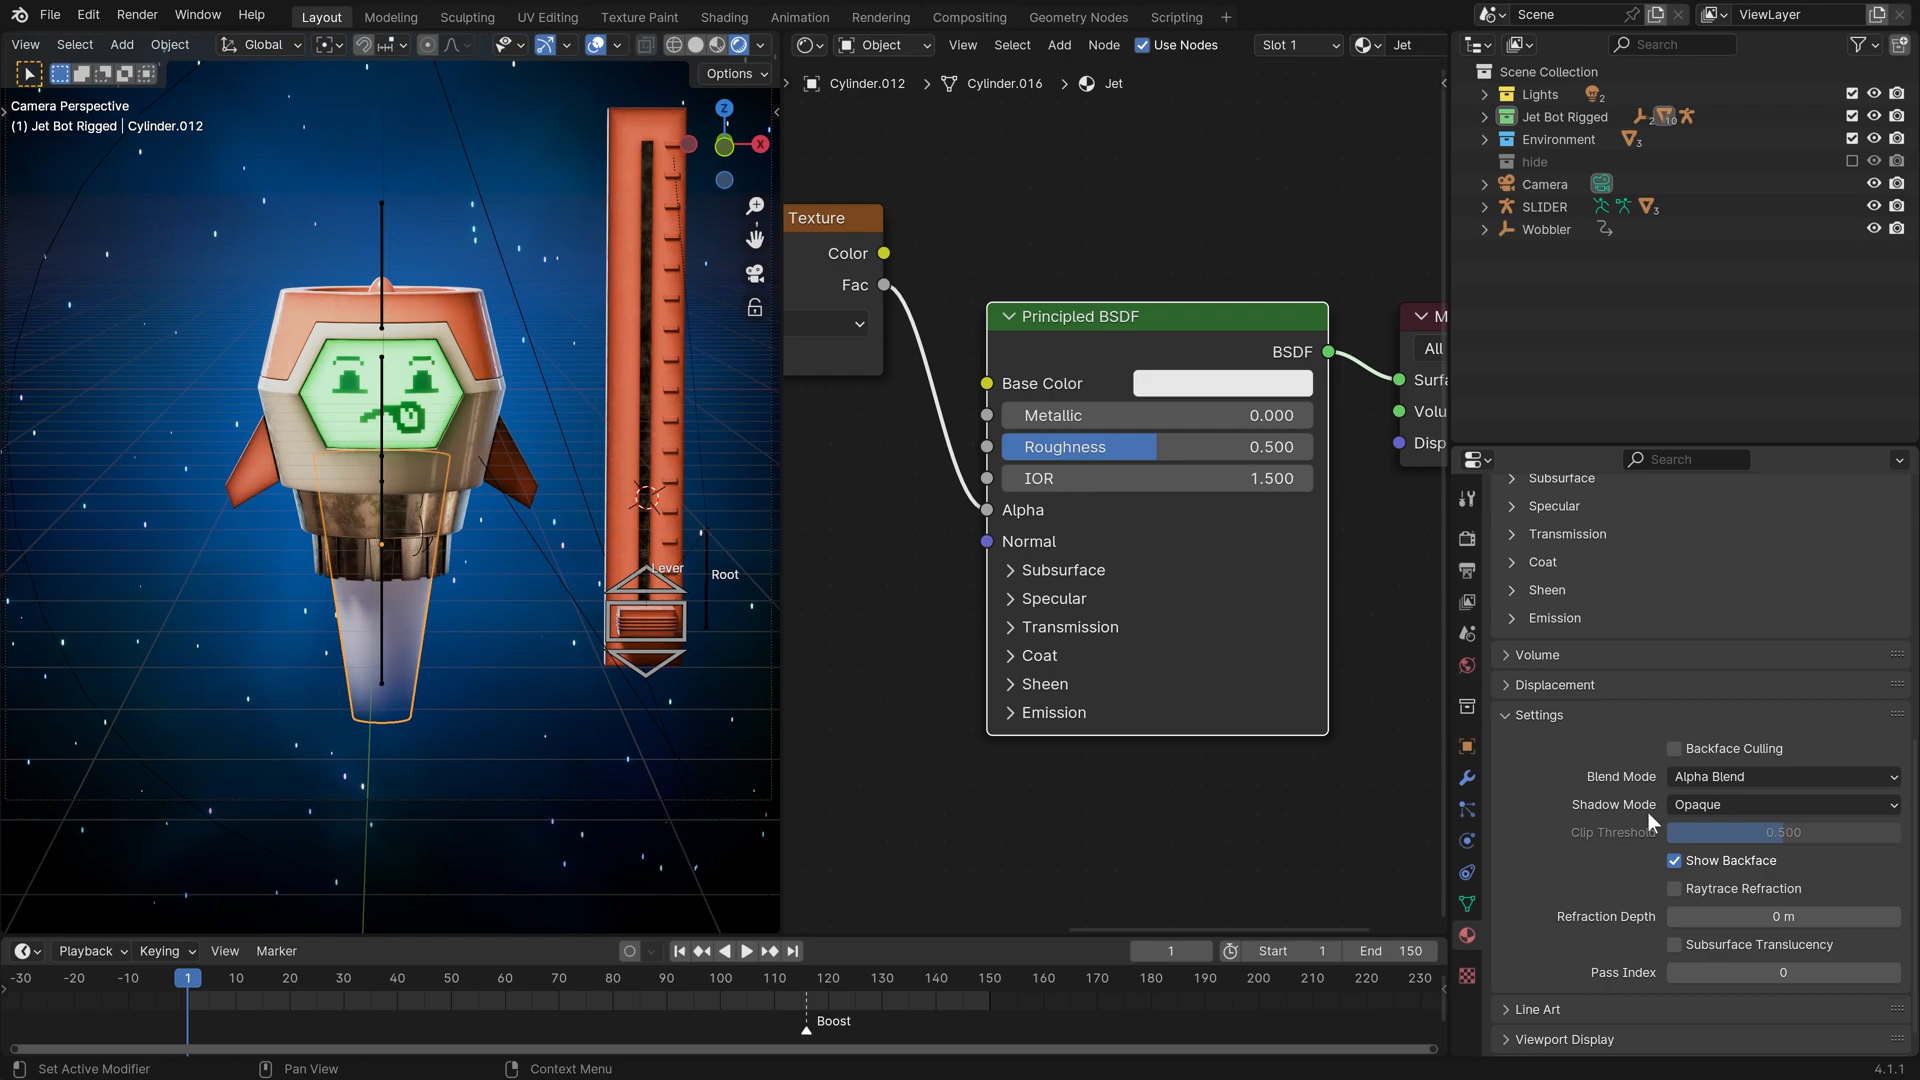 File Edit Render Window Help Layout Modeling Sculpting UV Editing Texture Paint Shading Animation Rendering Compositing Geometry Nodes Scripting + Scene ViewLayer
View Select Add Object Global Object View Select Add Node Use Nodes Slot 1 Jet Search
Options
Cylinder.012 > Cylinder.016 > Jet
Camera Perspective
(1) Jet Bot Rigged | Cylinder.012
Z
X
Lever
Root
Texture
Color
Fac
Principled BSDF
BSDF
Base Color
Metallic 0.000
Roughness 0.500
IOR 1.500
Alpha
Normal
Subsurface
Specular
Transmission
Coat
Sheen
Emission
M
All
Surfa
Volu
Disp
Scene Collection
Lights 2
Jet Bot Rigged 2 10
Environment 3
hide
Camera
SLIDER 3
Wobbler
Search
Subsurface
Specular
Transmission
Coat
Sheen
Emission
Volume
Displacement
Settings
Backface Culling
Blend Mode Alpha Blend
Shadow Mode Opaque
Clip Threshold 0.500
Show Backface
Raytrace Refraction
Refraction Depth 0 m
Subsurface Translucency
Pass Index 0
Line Art
Viewport Display
Playback Keying View Marker 1 Start 1 End 150
-30 -20 -10 1 10 20 30 40 50 60 70 80 90 100 110 120 130 140 150 160 170 180 190 200 210 220 230
Boost
Set Active Modifier Pan View Context Menu 4.1.1